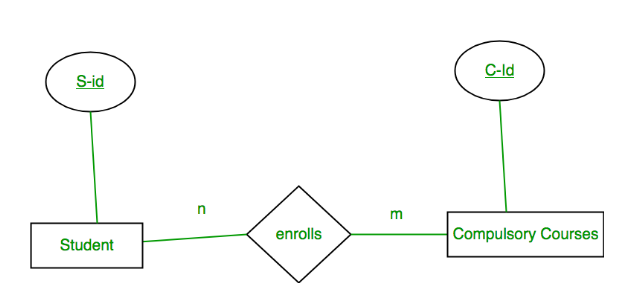 S-id
C-Id
n
m
enrolls
Student
Compulsory Courses